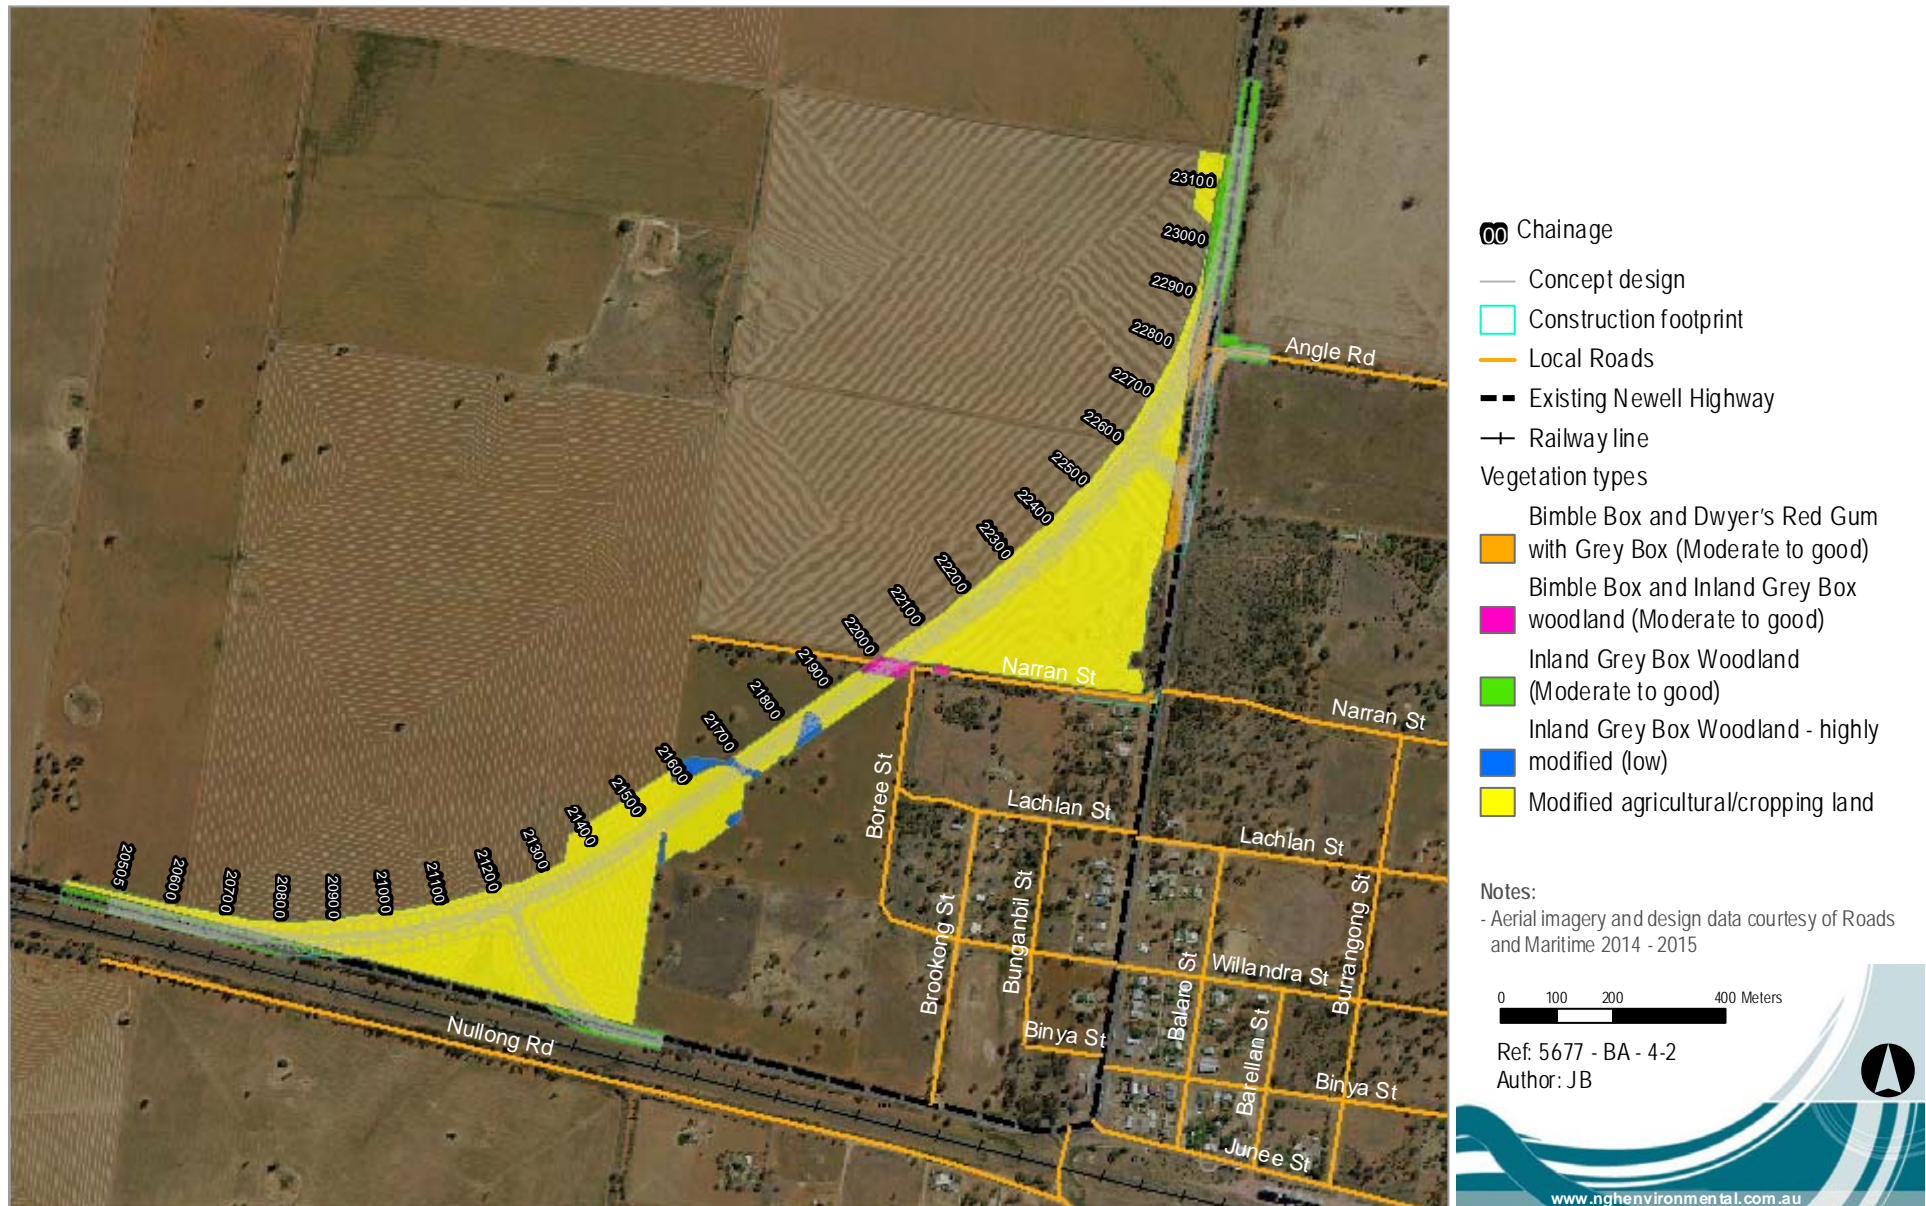 23100
23000
22900
22800
22700
22600
22500
22400
22300
22200
22100
22000
21900
21800
21700
21600
21500
21400
21300
21200
21100
21000
20900
20800
20700
20600
20505
Angle Rd
Narran St
Narran St
Boree St
Lachlan St
Lachlan St
Brookong St
Bunganbil St
Balaro St
Willandra St
Burrangong St
Barellan St
Binya St
Binya St
Nullong Rd
Junee St
00 Chainage
Concept design
Construction footprint
Local Roads
Existing Newell Highway
Railway line
Vegetation types
Bimble Box and Dwyer's Red Gum
with Grey Box (Moderate to good)
Bimble Box and Inland Grey Box
woodland (Moderate to good)
Inland Grey Box Woodland
(Moderate to good)
Inland Grey Box Woodland - highly
modified (low)
Modified agricultural/cropping land
Notes:
- Aerial imagery and design data courtesy of Roads
and Maritime 2014 - 2015
0 100 200 400 Meters
Ref: 5677 - BA - 4-2
Author: JB
www.nghenvironmental.com.au